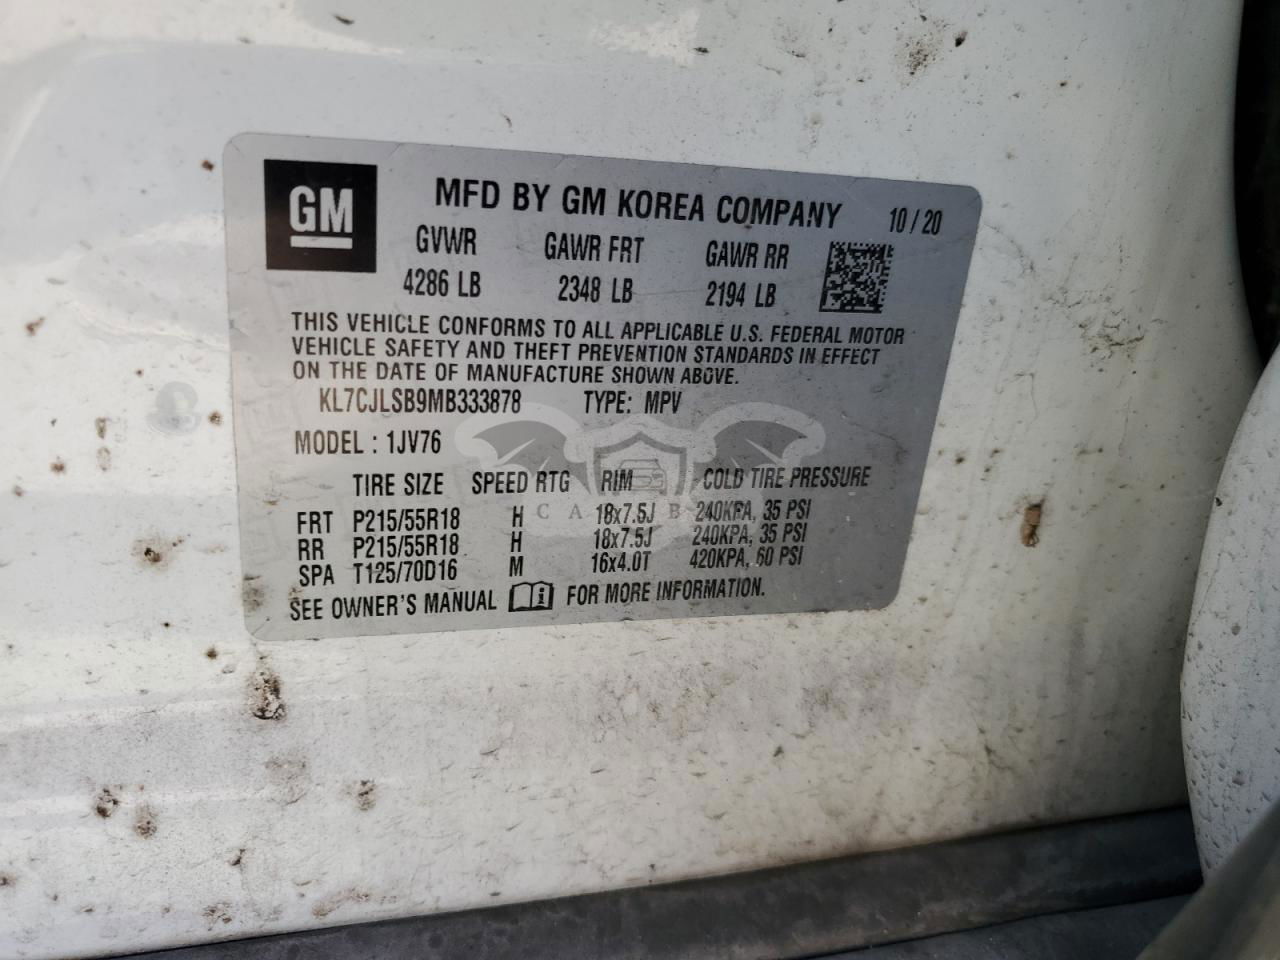 GM
MFD BY GM KOREA COMPANY 10 / 20
GVWR GAWR FRT GAWR RR
4286 LB 2348 LB 2194 LB
THIS VEHICLE CONFORMS TO ALL APPLICABLE U.S. FEDERAL MOTOR
VEHICLE SAFETY AND THEFT PREVENTION STANDARDS IN EFFECT
ON THE DATE OF MANUFACTURE SHOWN ABOVE.
KL7CJLSB9MB333878 TYPE: MPV
MODEL : 1JV76
TIRE SIZE SPEED RTG RIM COLD TIRE PRESSURE
FRT P215/55R18 H 18x7.5J 240KPA, 35 PSI
RR P215/55R18 H 18x7.5J 240KPA, 35 PSI
SPA T125/70D16 M 16x4.0T 420KPA, 60 PSI
SEE OWNER'S MANUAL FOR MORE INFORMATION.